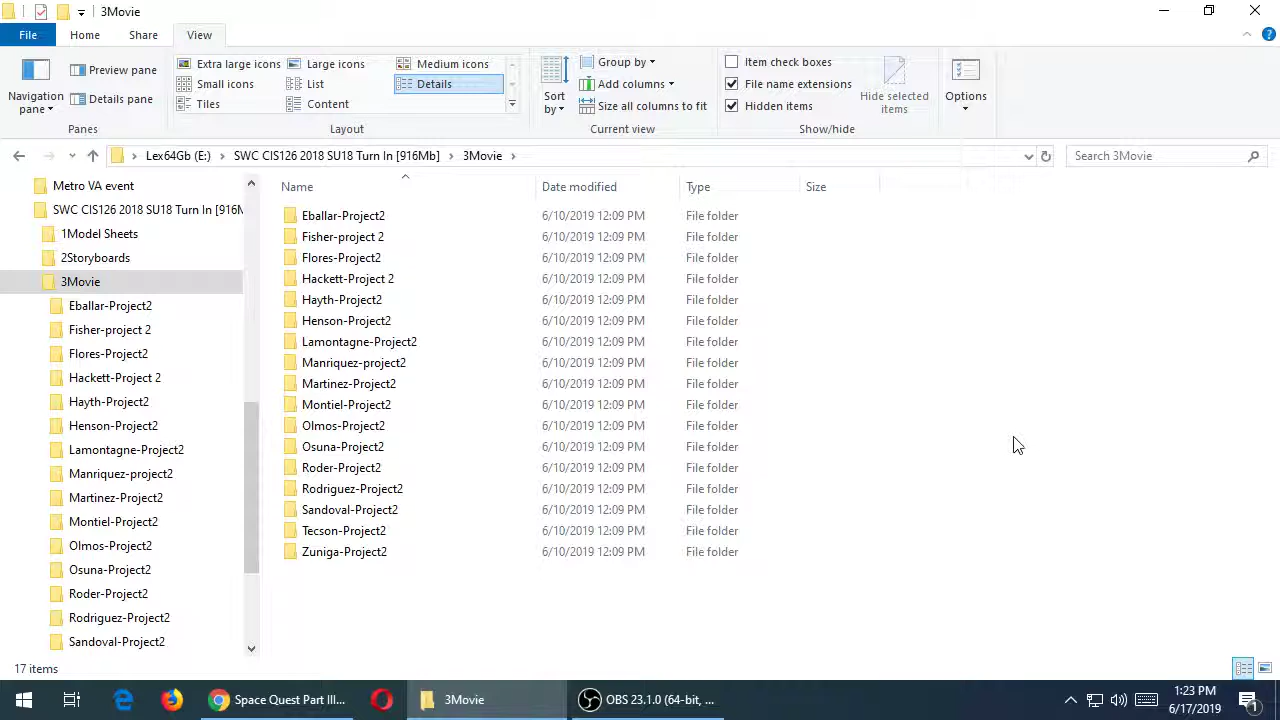 3Movie
File
Home
Share
View
Navigation pane
Preview pane
Details pane
Panes
Extra large icons
Large icons
Medium icons
Small icons
List
Details
Tiles
Content
Layout
Sort by
Group by
Add columns
Size all columns to fit
Current view
Item check boxes
File name extensions
Hidden items
Hide selected items
Show/hide
Options
Lex64Gb (E:) > SWC CIS126 2018 SU18 Turn In [916Mb] > 3Movie >
Search 3Movie
Metro VA event
SWC CIS126 2018 SU18 Turn In [916M
1Model Sheets
2Storyboards
3Movie
Eballar-Project2
Fisher-project 2
Flores-Project2
Hackett-Project 2
Hayth-Project2
Henson-Project2
Lamontagne-Project2
Manriquez-project2
Martinez-Project2
Montiel-Project2
Olmos-Project2
Osuna-Project2
Roder-Project2
Rodriguez-Project2
Sandoval-Project2
Name Date modified Type Size
Eballar-Project2 6/10/2019 12:09 PM File folder
Fisher-project 2 6/10/2019 12:09 PM File folder
Flores-Project2 6/10/2019 12:09 PM File folder
Hackett-Project 2 6/10/2019 12:09 PM File folder
Hayth-Project2 6/10/2019 12:09 PM File folder
Henson-Project2 6/10/2019 12:09 PM File folder
Lamontagne-Project2 6/10/2019 12:09 PM File folder
Manriquez-project2 6/10/2019 12:09 PM File folder
Martinez-Project2 6/10/2019 12:09 PM File folder
Montiel-Project2 6/10/2019 12:09 PM File folder
Olmos-Project2 6/10/2019 12:09 PM File folder
Osuna-Project2 6/10/2019 12:09 PM File folder
Roder-Project2 6/10/2019 12:09 PM File folder
Rodriguez-Project2 6/10/2019 12:09 PM File folder
Sandoval-Project2 6/10/2019 12:09 PM File folder
Tecson-Project2 6/10/2019 12:09 PM File folder
Zuniga-Project2 6/10/2019 12:09 PM File folder
17 items
Space Quest Part III...
3Movie
OBS 23.1.0 (64-bit, ...
1:23 PM
6/17/2019
1